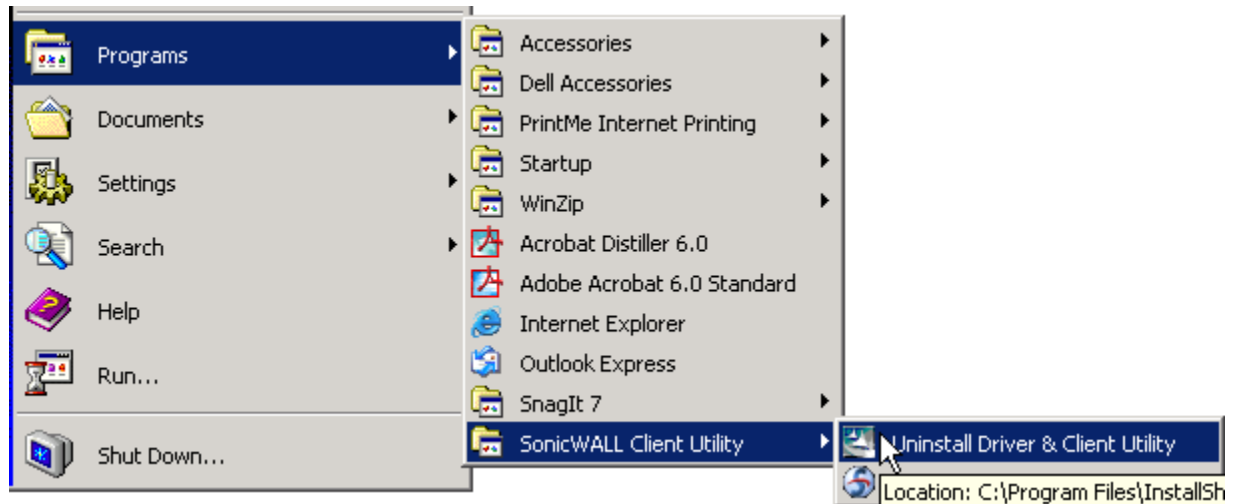 Programs
Documents
Settings
Search
Help
Run...
Shut Down...
Accessories
Dell Accessories
PrintMe Internet Printing
Startup
WinZip
Acrobat Distiller 6.0
Adobe Acrobat 6.0 Standard
Internet Explorer
Outlook Express
SnagIt 7
SonicWALL Client Utility
Uninstall Driver & Client Utility
Location: C:\Program Files\InstallSh